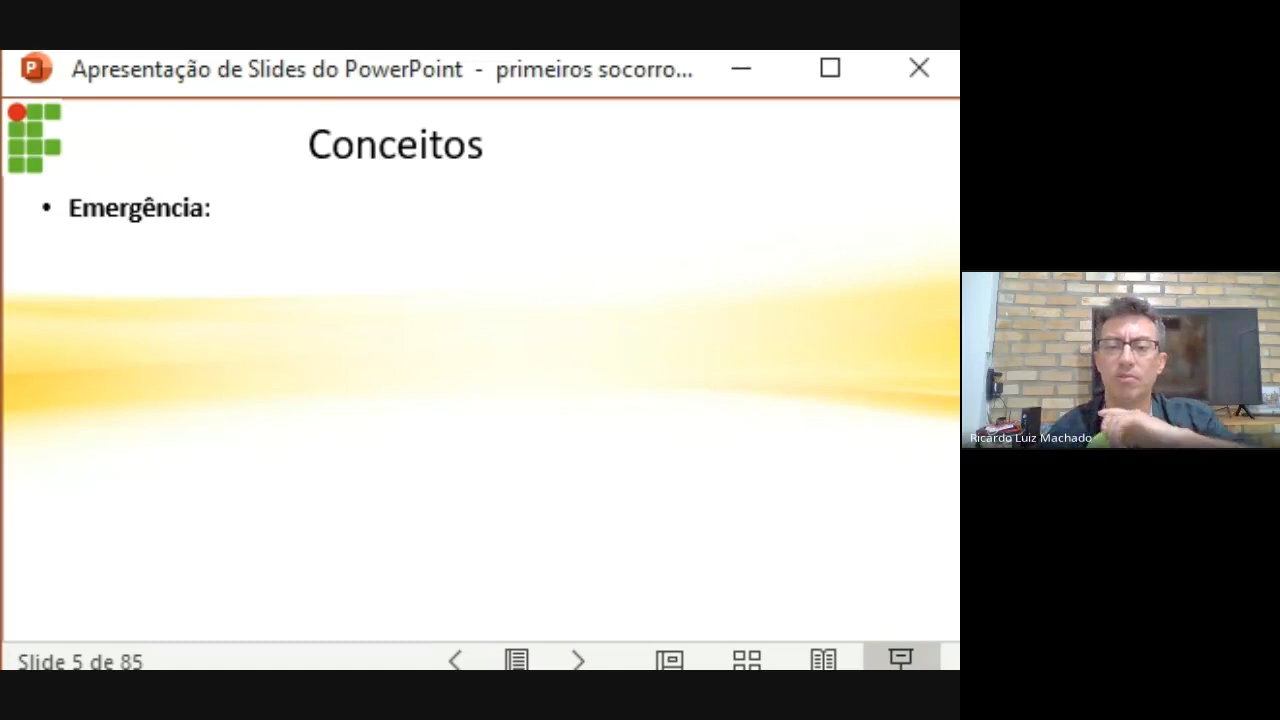 Apresentação de Slides do PowerPoint - primeiros socorro...
Conceitos
• Emergência:
Ricardo Luiz Machado
Slide 5 de 85